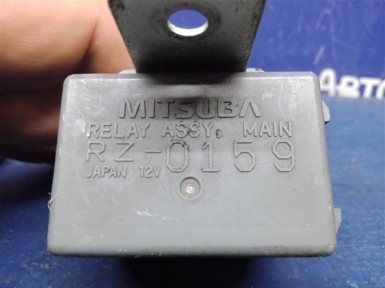 MITSUBA
RELAY ASSY, MAIN
RZ-0159
JAPAN 12V